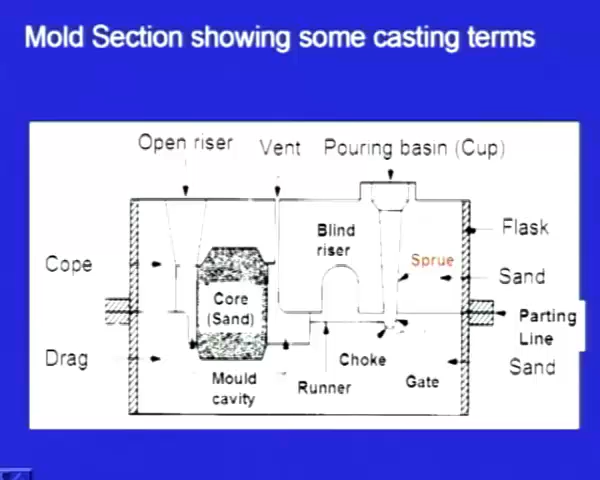 Mold Section showing some casting terms
Open riser
Vent
Pouring basin (Cup)
Blind
riser
Flask
Sprue
Cope
Sand
Core
(Sand)
Parting
Line
Drag
Choke
Sand
Mould
cavity
Runner
Gate